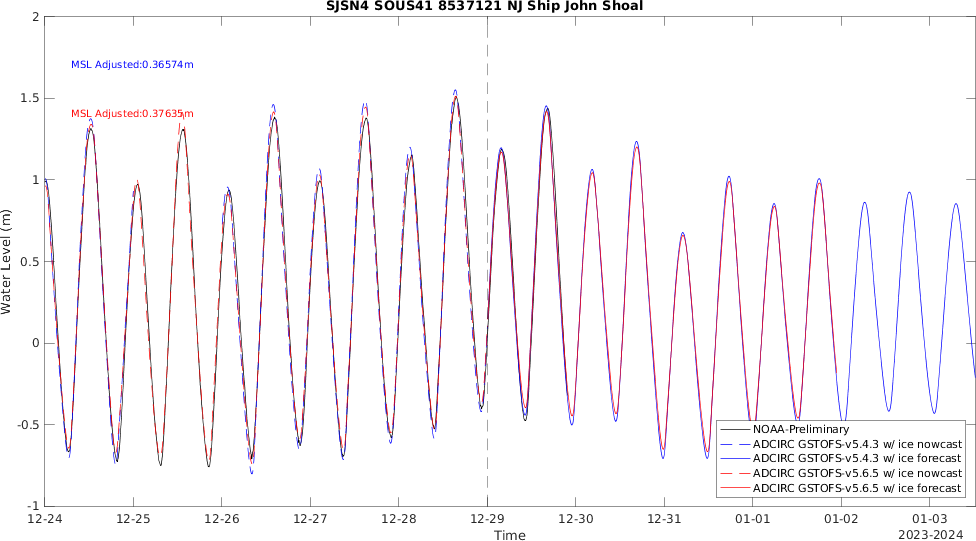 SJSN4 SOUS41 8537121 NJ Ship John Shoal
2
1.5
1
0.5
0
-0.5
-1
Water Level (m)
MSL Adjusted:0.36574m
MSL Adjusted:0.37635m
NOAA-Preliminary
ADCIRC GSTOFS-v5.4.3 w/ ice nowcast
ADCIRC GSTOFS-v5.4.3 w/ ice forecast
ADCIRC GSTOFS-v5.6.5 w/ ice nowcast
ADCIRC GSTOFS-v5.6.5 w/ ice forecast
12-24 12-25 12-26 12-27 12-28 12-29 12-30 12-31 01-01 01-02 01-03
Time
2023-2024